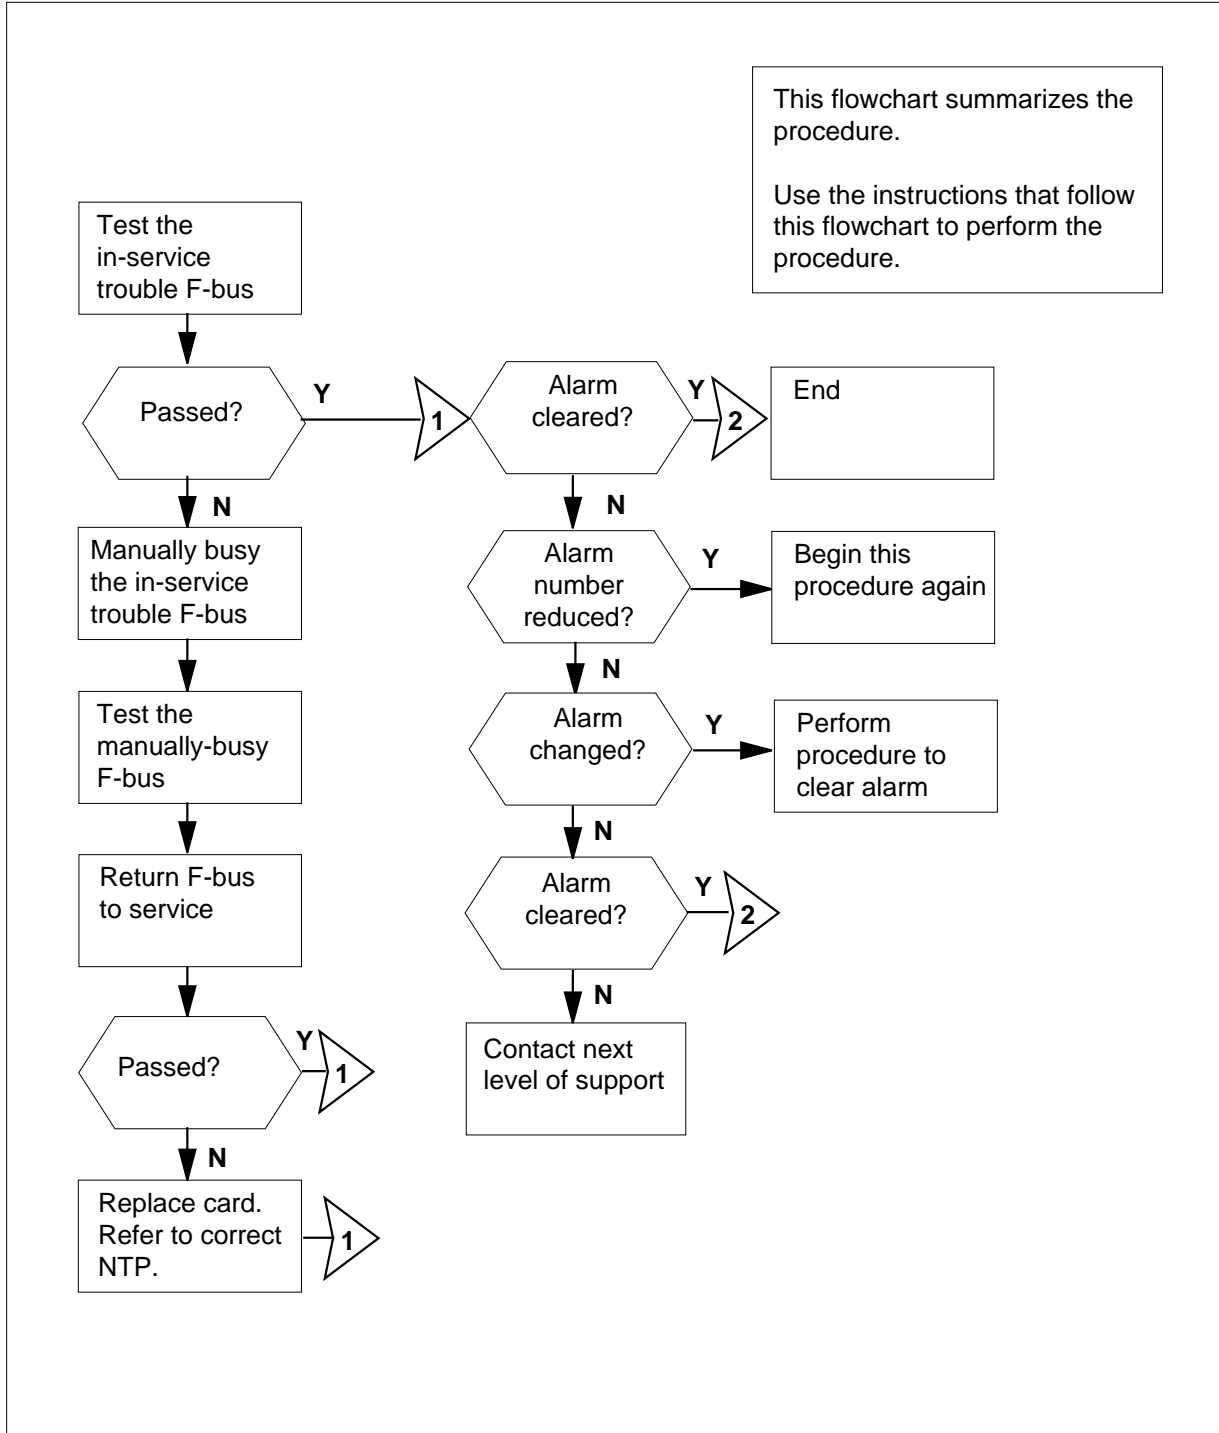 This flowchart summarizes the
procedure.
Use the instructions that follow
this flowchart to perform the
procedure.
Test the
in-service
trouble F-bus
Passed?
Y
1
N
Manually busy
the in-service
trouble F-bus
Test the
manually-busy
F-bus
Return F-bus
to service
Passed?
Y
1
N
Replace card.
Refer to correct
NTP.
1
Alarm
cleared?
Y
2
End
N
Alarm
number
reduced?
Y
Begin this
procedure again
N
Alarm
changed?
Y
Perform
procedure to
clear alarm
N
Alarm
cleared?
Y
2
N
Contact next
level of support